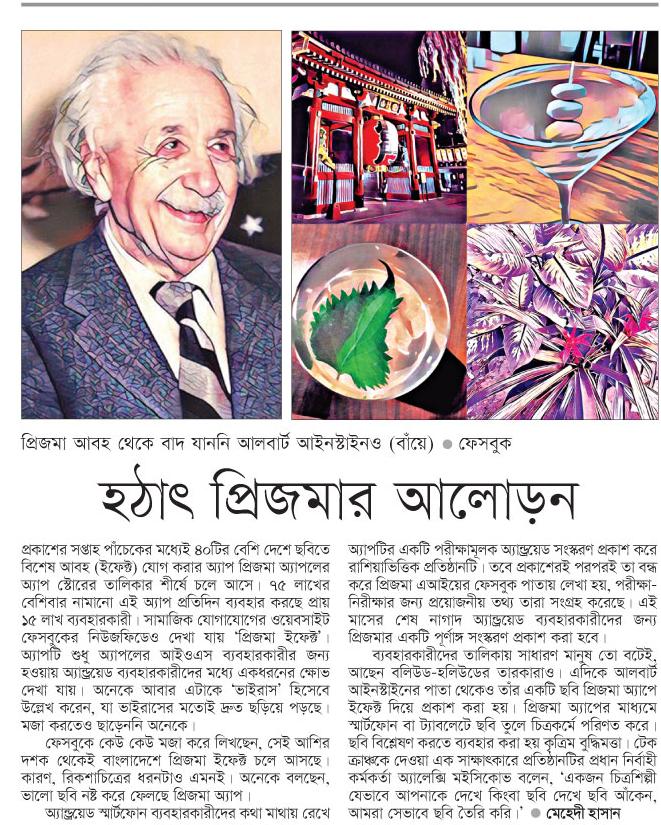 প্রিজমা আবহ থেকে বাদ যাননি আলবার্ট আইনস্টাইনও (বাঁয়ে) ● ফেসবুক
হঠাৎ প্রিজমার আলোড়ন
প্রকাশের সপ্তাহ পাঁচেকের মধ্যেই ৪০টির বেশি দেশে ছবিতে
বিশেষ আবহ (ইফেক্ট) যোগ করার অ্যাপ প্রিজমা অ্যাপলের
অ্যাপ স্টোরের তালিকার শীর্ষে চলে আসে। ৭৫ লাখের
বেশিবার নামানো এই অ্যাপ প্রতিদিন ব্যবহার করছে প্রায়
১৫ লাখ ব্যবহারকারী। সামাজিক যোগাযোগের ওয়েবসাইট
ফেসবুকের নিউজফিডেও দেখা যায় ‘প্রিজমা ইফেক্ট’।
অ্যাপটি শুধু অ্যাপলের আইওএস ব্যবহারকারীর জন্য
হওয়ায় অ্যান্ড্রয়েড ব্যবহারকারীদের মধ্যে একধরনের ক্ষোভ
দেখা যায়। অনেকে আবার এটাকে ‘ভাইরাস’ হিসেবে
উল্লেখ করেন, যা ভাইরাসের মতোই দ্রুত ছড়িয়ে পড়ছে।
মজা করতেও ছাড়েননি অনেকে।
ফেসবুকে কেউ কেউ মজা করে লিখছেন, সেই আশির
দশক থেকেই বাংলাদেশে প্রিজমা ইফেক্ট চলে আসছে।
কারণ, রিকশাচিত্রের ধরনটাও এমনই। অনেকে বলছেন,
ভালো ছবি নষ্ট করে ফেলছে প্রিজমা অ্যাপ।
অ্যান্ড্রয়েড স্মার্টফোন ব্যবহারকারীদের কথা মাথায় রেখে
অ্যাপটির একটি পরীক্ষামূলক অ্যান্ড্রয়েড সংস্করণ প্রকাশ করে
রাশিয়াভিত্তিক প্রতিষ্ঠানটি। তবে প্রকাশেরই পরপরই তা বন্ধ
করে প্রিজমা এআইয়ের ফেসবুক পাতায় লেখা হয়, পরীক্ষা-
নিরীক্ষার জন্য প্রয়োজনীয় তথ্য তারা সংগ্রহ করেছে। এই
মাসের শেষ নাগাদ অ্যান্ড্রয়েড ব্যবহারকারীদের জন্য
প্রিজমার একটি পূর্ণাঙ্গ সংস্করণ প্রকাশ করা হবে।
ব্যবহারকারীদের তালিকায় সাধারণ মানুষ তো বটেই,
আছেন বলিউড-হলিউডের তারকারাও। এদিকে আলবার্ট
আইনস্টাইনের পাতা থেকেও তাঁর একটি ছবি প্রিজমা অ্যাপে
ইফেক্ট দিয়ে প্রকাশ করা হয়। প্রিজমা অ্যাপের মাধ্যমে
স্মার্টফোন বা ট্যাবলেটে ছবি তুলে চিত্রকর্মে পরিণত করে।
ছবি বিশ্লেষণ করতে ব্যবহার করা হয় কৃত্রিম বুদ্ধিমত্তা। টেক
ক্রাঞ্চকে দেওয়া এক সাক্ষাৎকারে প্রতিষ্ঠানটির প্রধান নির্বাহী
কর্মকর্তা অ্যালেক্সি মইসিকোভ বলেন, ‘একজন চিত্রশিল্পী
যেভাবে আপনাকে দেখে কিংবা ছবি দেখে ছবি আঁকেন,
আমরা সেভাবে ছবি তৈরি করি।’ ● মেহেদী হাসান